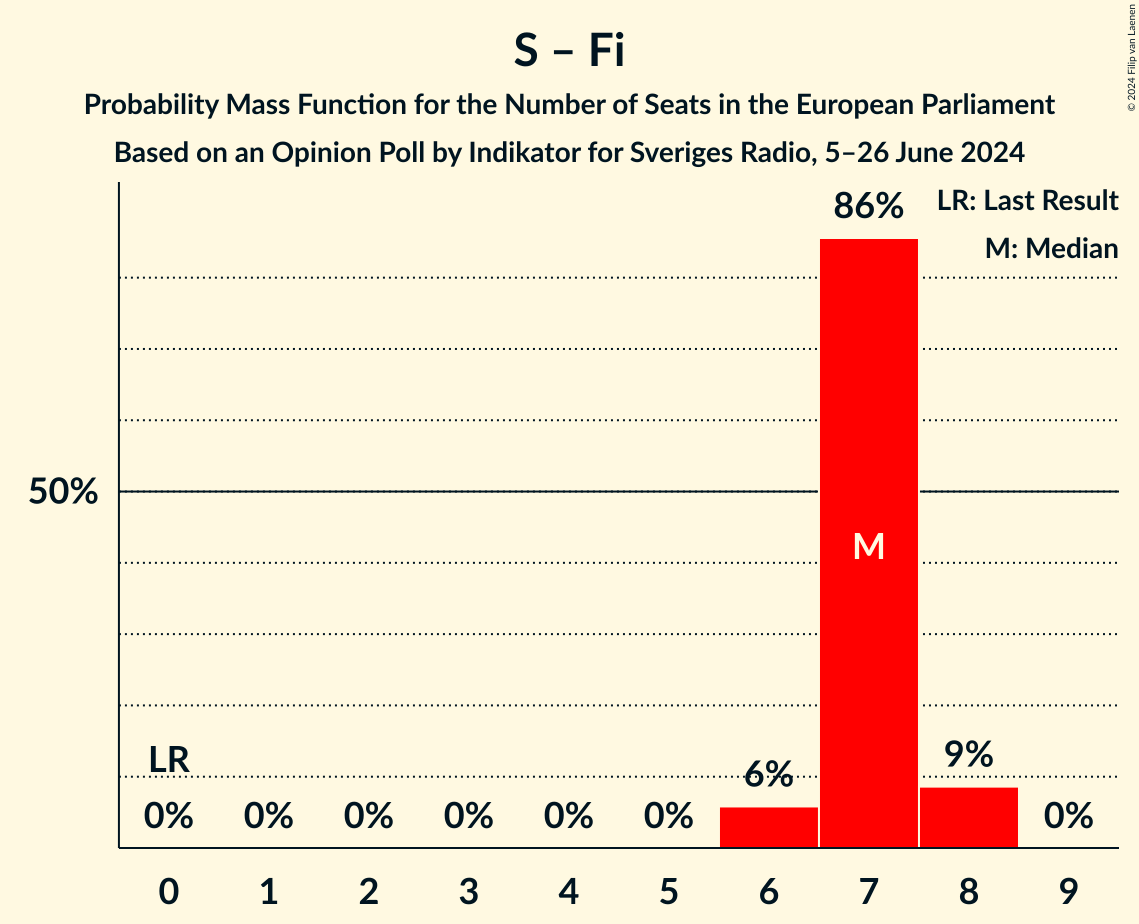 S – Fi
Probability Mass Function for the Number of Seats in the European Parliament
Based on an Opinion Poll by Indikator for Sveriges Radio, 5–26 June 2024
© 2024 Filip van Laenen
LR: Last Result
M: Median
86%
50%
M
LR
6%
9%
0% 0% 0% 0% 0% 0% 0%
0 1 2 3 4 5 6 7 8 9